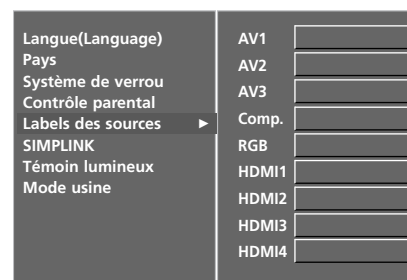 Langue(Language)
Pays
Système de verrou
Contrôle parental
Labels des sources ►
SIMPLINK
Témoin lumineux
Mode usine
AV1
AV2
AV3
Comp.
RGB
HDMI1
HDMI2
HDMI3
HDMI4